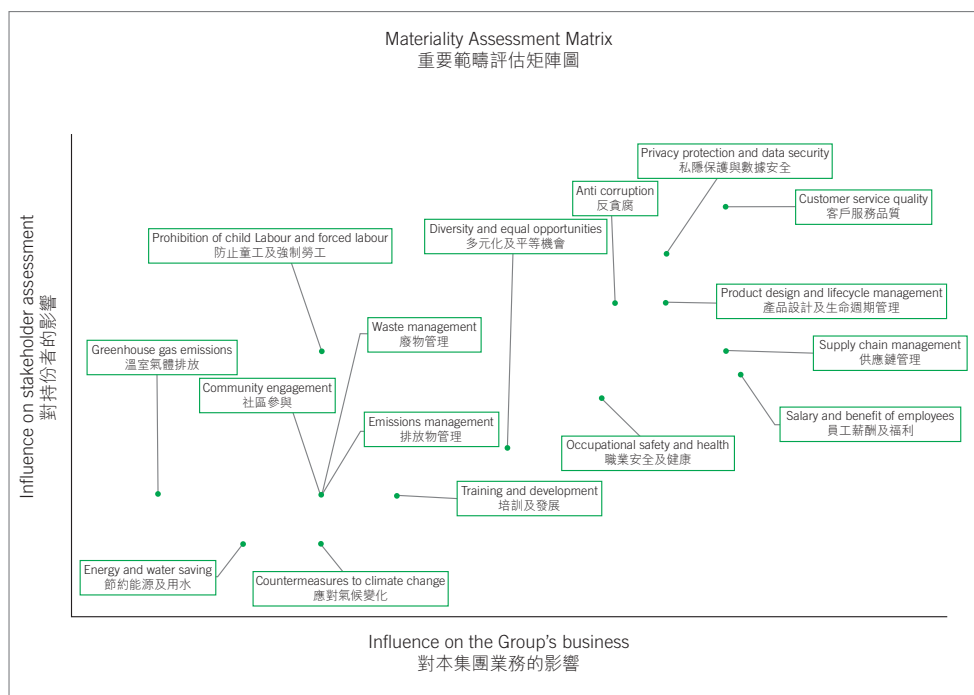 Materiality Assessment Matrix
重要範疇評估矩陣圖
Influence on stakeholder assessment
對持份者的影響
Privacy protection and data security
私隱保護與數據安全
Anti corruption
反貪腐
Customer service quality
客戶服務品質
Diversity and equal opportunities
多元化及平等機會
Prohibition of child Labour and forced labour
防止童工及強制勞工
Product design and lifecycle management
產品設計及生命週期管理
Waste management
廢物管理
Supply chain management
供應鏈管理
Greenhouse gas emissions
溫室氣體排放
Community engagement
社區參與
Salary and benefit of employees
員工薪酬及福利
Emissions management
排放物管理
Occupational safety and health
職業安全及健康
Training and development
培訓及發展
Energy and water saving
節約能源及用水
Countermeasures to climate change
應對氣候變化
Influence on the Group's business
對本集團業務的影響